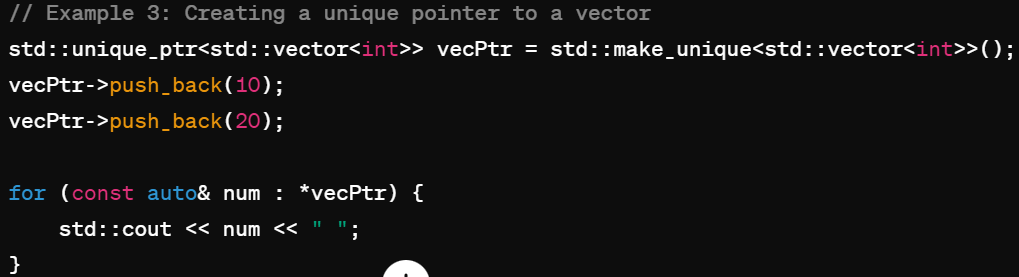 // Example 3: Creating a unique pointer to a vector
std::unique_ptr<std::vector<int>> vecPtr = std::make_unique<std::vector<int>>();
vecPtr->push_back(10);
vecPtr->push_back(20);
for (const auto& num : *vecPtr) {
    std::cout << num << " ";
}